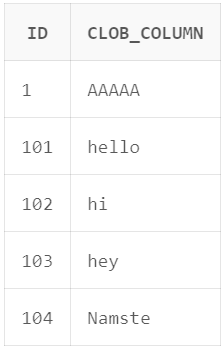 ID CLOB_COLUMN
1 AAAAA
101 hello
102 hi
103 hey
104 Namste